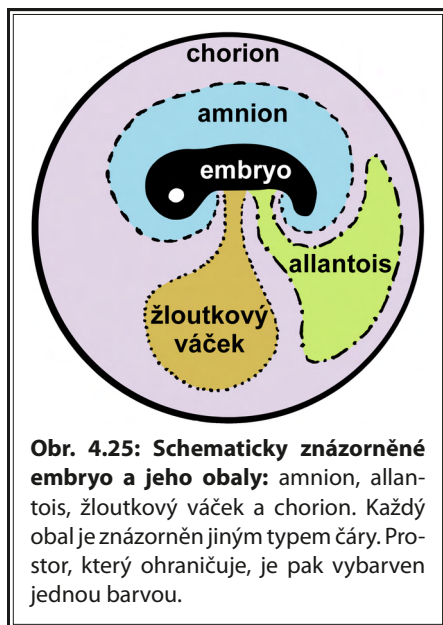 chorion
amnion
embryo
allantois
žloutkový
váček
Obr. 4.25: Schematicky znázorněné
embryo a jeho obaly: amnion, allan-
tois, žloutkový váček a chorion. Každý
obal je znázorněn jiným typem čáry. Pro-
stor, který ohraničuje, je pak vybarven
jednou barvou.